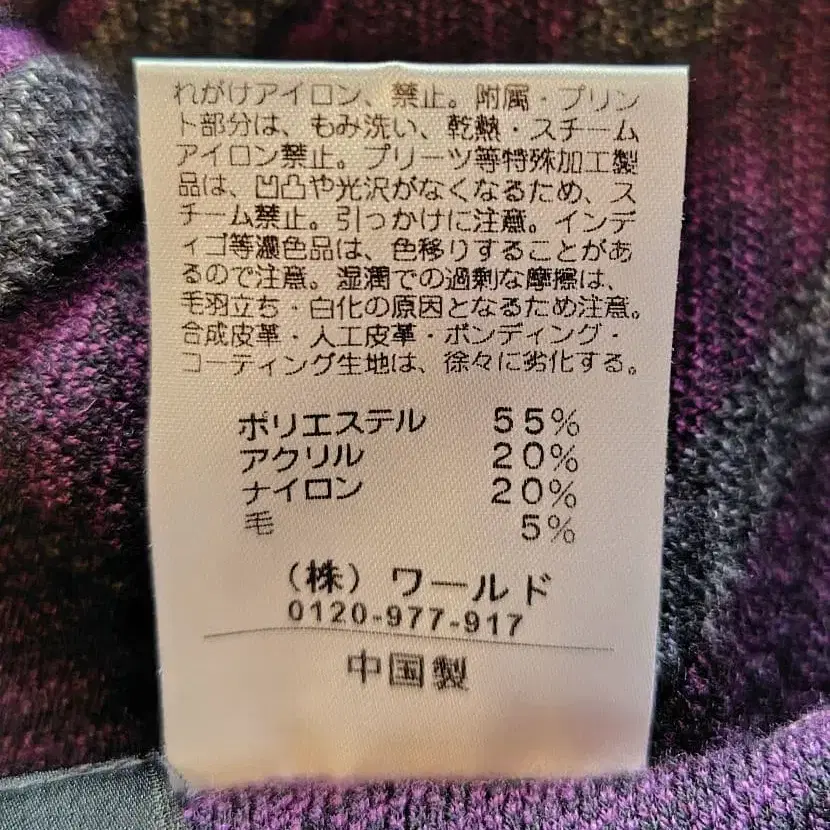 れがけアイロン、禁止。附属・プリン
ト部分は、もみ洗い、乾熱・スチーム
アイロン禁止。プリーツ等特殊加工製
品は、凹凸や光沢がなくなるため、ス
チーム禁止。引っかけに注意。インデ
ィゴ等濃色品は、色移りすることがあ
るので注意。湿潤での過剰な摩擦は、
毛羽立ち・白化の原因となるため注意。
合成皮革・人工皮革・ボンディング・
コーティング生地は、徐々に劣化する。
ポリエステル 55%
アクリル 20%
ナイロン 20%
毛 5%
(株) ワールド
0120-977-917
中国製